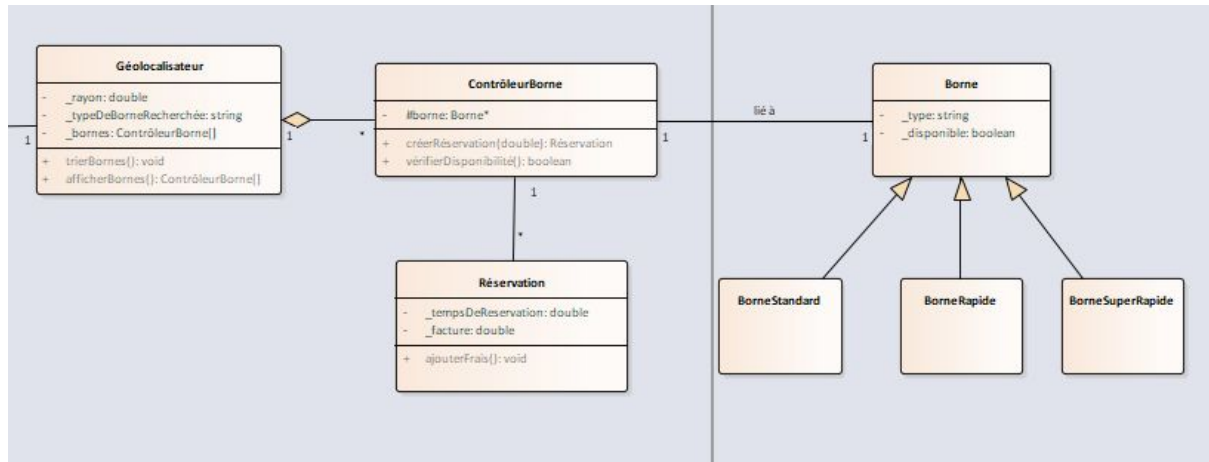 Géolocalisateur
- _rayon: double
- _typeDeBorneRecherchée: string
- _bornes: ContrôleurBorne[]
+ trierBornes(): void
+ afficherBornes(): ContrôleurBorne[]
1
1
*
ContrôleurBorne
- #borne: Borne*
+ créerRéservation(double): Réservation
+ vérifierDisponibilité(): boolean
1
lié à
1
Borne
- _type: string
- _disponible: boolean
1
*
Réservation
- _tempsDeReservation: double
- _facture: double
+ ajouterFrais(): void
BorneStandard
BorneRapide
BorneSuperRapide